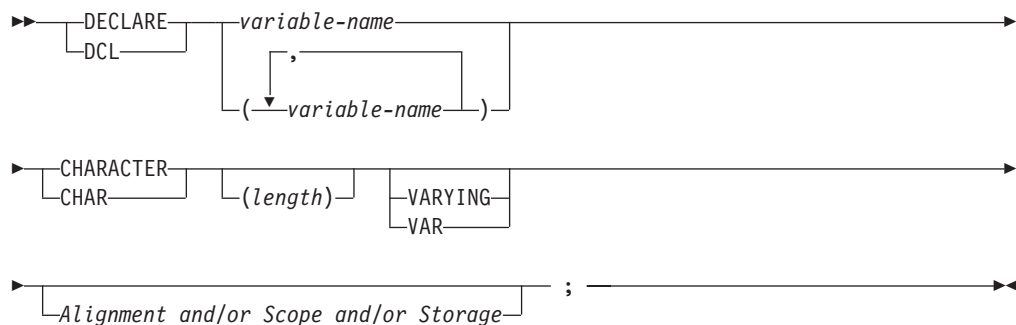 DECLARE variable-name
DCL ,
( variable-name )
CHARACTER
CHAR (length) VARYING
VAR
;
Alignment and/or Scope and/or Storage